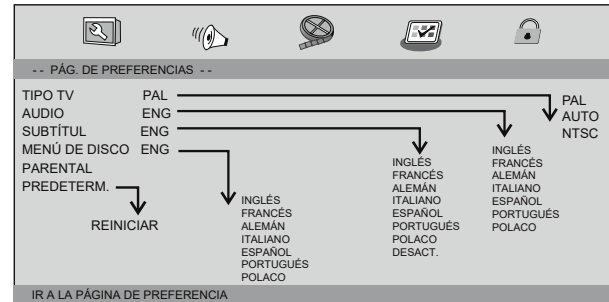 - - PÁG. DE PREFERENCIAS - -
TIPO TV PAL
AUDIO ENG
SUBTÍTUL ENG
MENÚ DE DISCO ENG
PARENTAL
PREDETERM.
REINICIAR
INGLÉS
FRANCÉS
ALEMÁN
ITALIANO
ESPAÑOL
PORTUGUÉS
POLACO
INGLÉS
FRANCÉS
ALEMÁN
ITALIANO
ESPAÑOL
PORTUGUÉS
POLACO
DESACT.
INGLÉS
FRANCÉS
ALEMÁN
ITALIANO
ESPAÑOL
PORTUGUÉS
POLACO
PAL
AUTO
NTSC
IR A LA PÁGINA DE PREFERENCIA